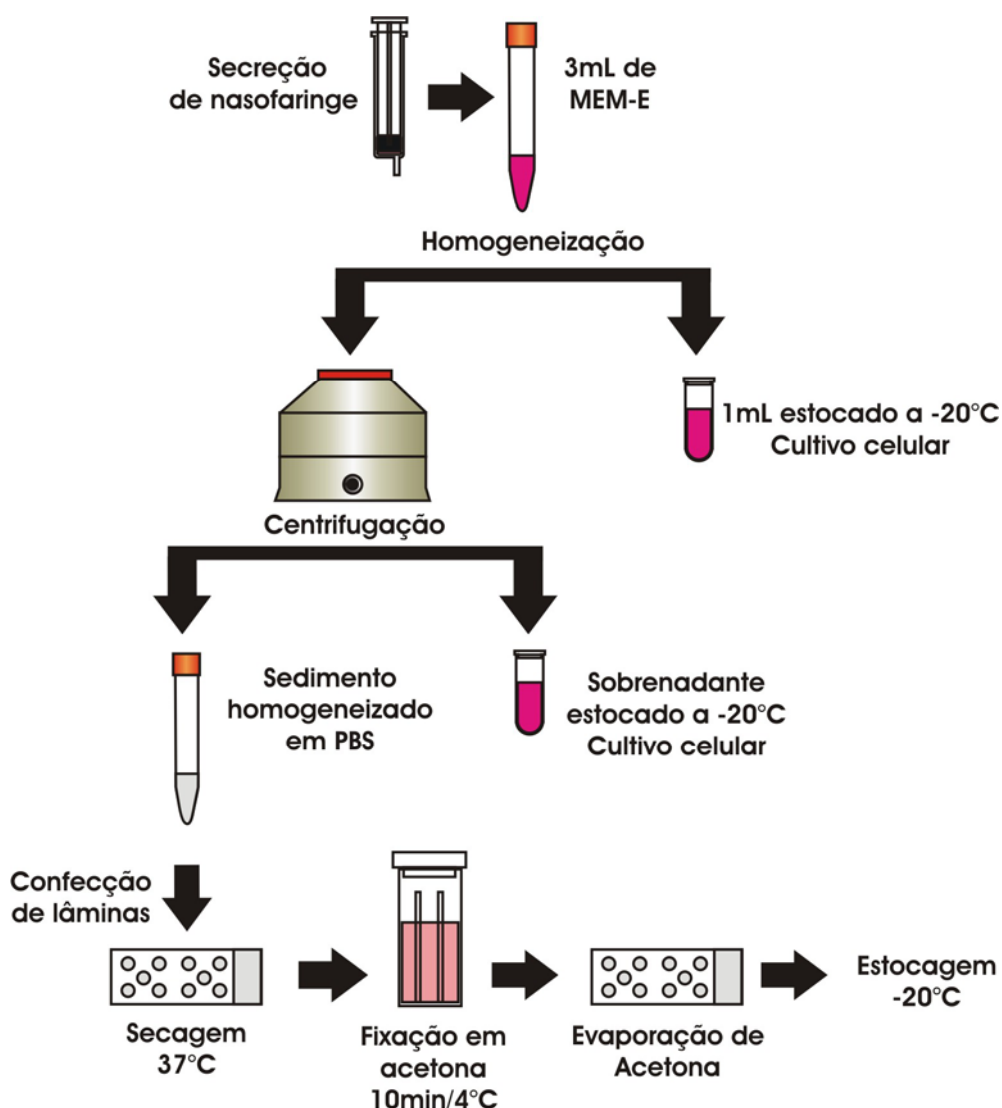 Secreção
de nasofaringe
3mL de
MEM-E
Homogeneização
1mL estocado a -20°C
Cultivo celular
Centrifugação
Sedimento
homogeneizado
em PBS
Sobrenadante
estocado a -20°C
Cultivo celular
Confecção
de lâminas
Secagem
37°C
Fixação em
acetona
10min/4°C
Evaporação de
Acetona
Estocagem
-20°C